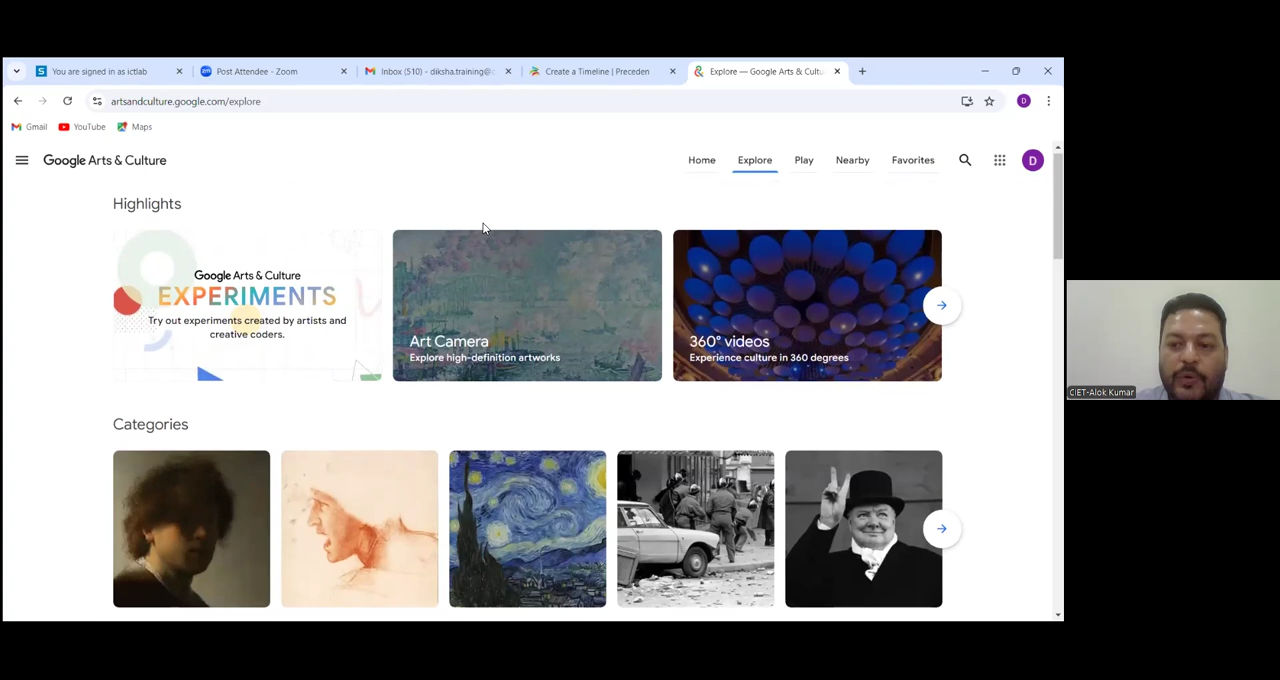 You are signed in as ictlab
Post Attendee - Zoom
Inbox (510) - diksha.training@c
Create a Timeline | Preceden
Explore — Google Arts & Cultu
artsandculture.google.com/explore
D
Gmail
YouTube
Maps
Google Arts & Culture
Home
Explore
Play
Nearby
Favorites
D
Highlights
Google Arts & Culture
EXPERIMENTS
Try out experiments created by artists and
creative coders.
Art Camera
Explore high-definition artworks
360° videos
Experience culture in 360 degrees
CIET-Alok Kumar
Categories